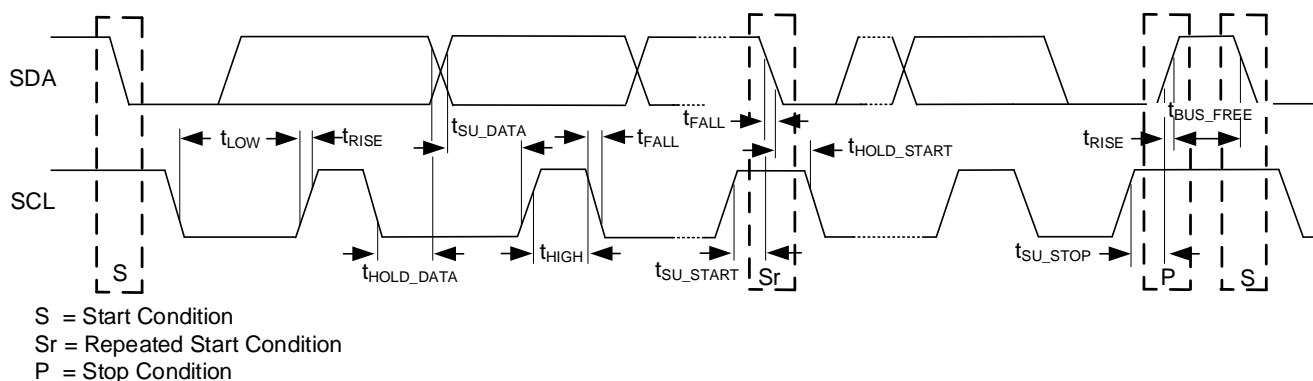 SDA
tLOW
tRISE
tSU_DATA
tFALL
tFALL
tHOLD_START
tRISE
tBUS_FREE
SCL
S
tHOLD_DATA
tHIGH
tSU_START
Sr
tSU_STOP
P
S
S = Start Condition
Sr = Repeated Start Condition
P = Stop Condition